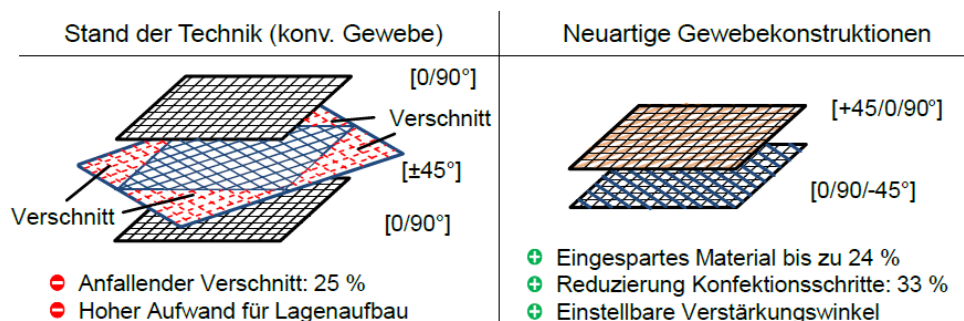 Stand der Technik (konv. Gewebe)
[0/90°]
Verschnitt
[±45°]
Verschnitt
[0/90°]
Anfallender Verschnitt: 25 %
Hoher Aufwand für Lagenaufbau
Neuartige Gewebekonstruktionen
[+45/0/90°]
[0/90/-45°]
Eingespartes Material bis zu 24 %
Reduzierung Konfektionsschritte: 33 %
Einstellbare Verstärkungswinkel